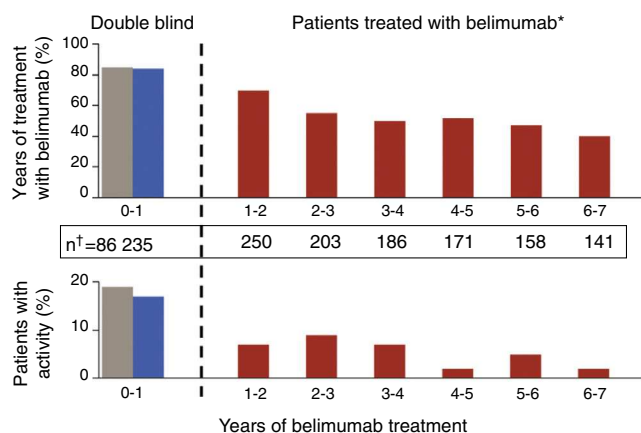 Double blind
Patients treated with belimumab*
Years of treatment
with belimumab (%)
100
80
60
40
20
0
0-1
1-2 2-3 3-4 4-5 5-6 6-7
n†=86 235 250 203 186 171 158 141
Patients with
activity (%)
20
10
0
0-1
1-2 2-3 3-4 4-5 5-6 6-7
Years of belimumab treatment